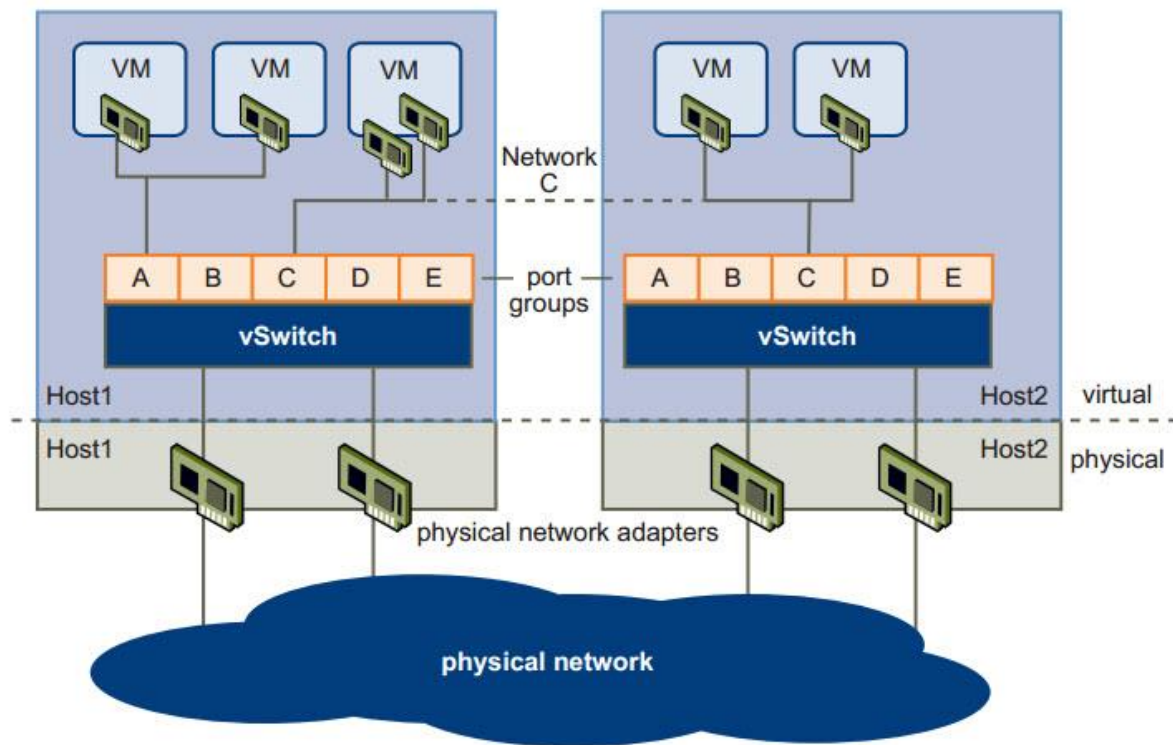 VM VM VM VM VM
Network
C
A B C D E port A B C D E
groups
vSwitch vSwitch
Host1 Host2 virtual
Host1 Host2 physical
physical network adapters
physical network